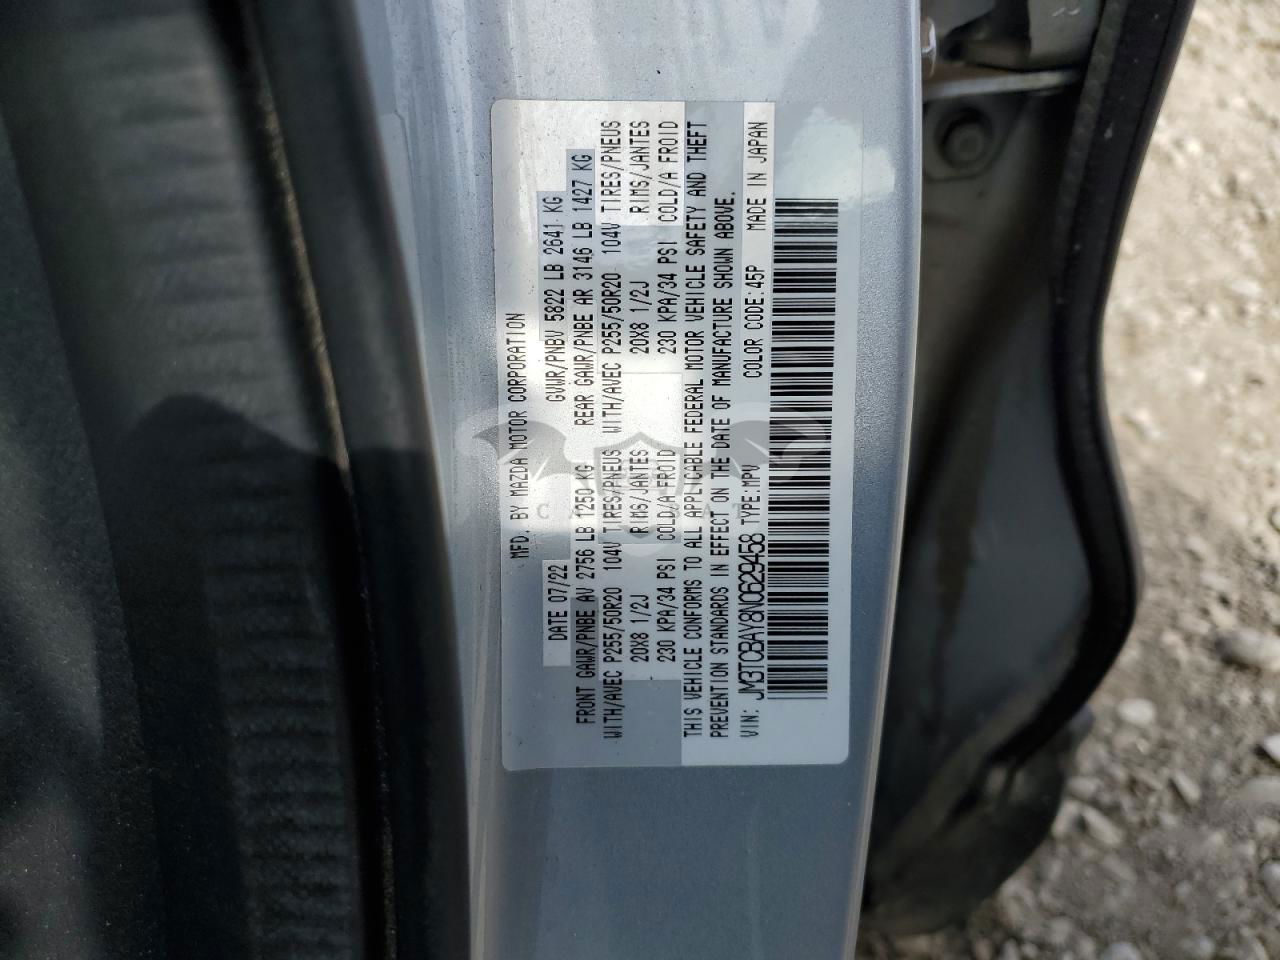 MFD. BY MAZDA MOTOR CORPORATION
DATE 07/22 GVWR/PNBV 5822 LB 2641 KG
FRONT GAWR/PNBE AV 2756 LB 1250 KG REAR GAWR/PNBE AR 3146 LB 1427 KG
WITH/AVEC P255/50R20 104V TIRES/PNEUS WITH/AVEC P255/50R20 104V TIRES/PNEUS
20X8 1/2J RIMS/JANTES 20X8 1/2J RIMS/JANTES
230 KPA/34 PSI COLD/A FROID 230 KPA/34 PSI COLD/A FROID
THIS VEHICLE CONFORMS TO ALL APPLICABLE FEDERAL MOTOR VEHICLE SAFETY AND THEFT
PREVENTION STANDARDS IN EFFECT ON THE DATE OF MANUFACTURE SHOWN ABOVE.
VIN: JM3TCBAY8N0629458 TYPE:MPV COLOR CODE:45P MADE IN JAPAN